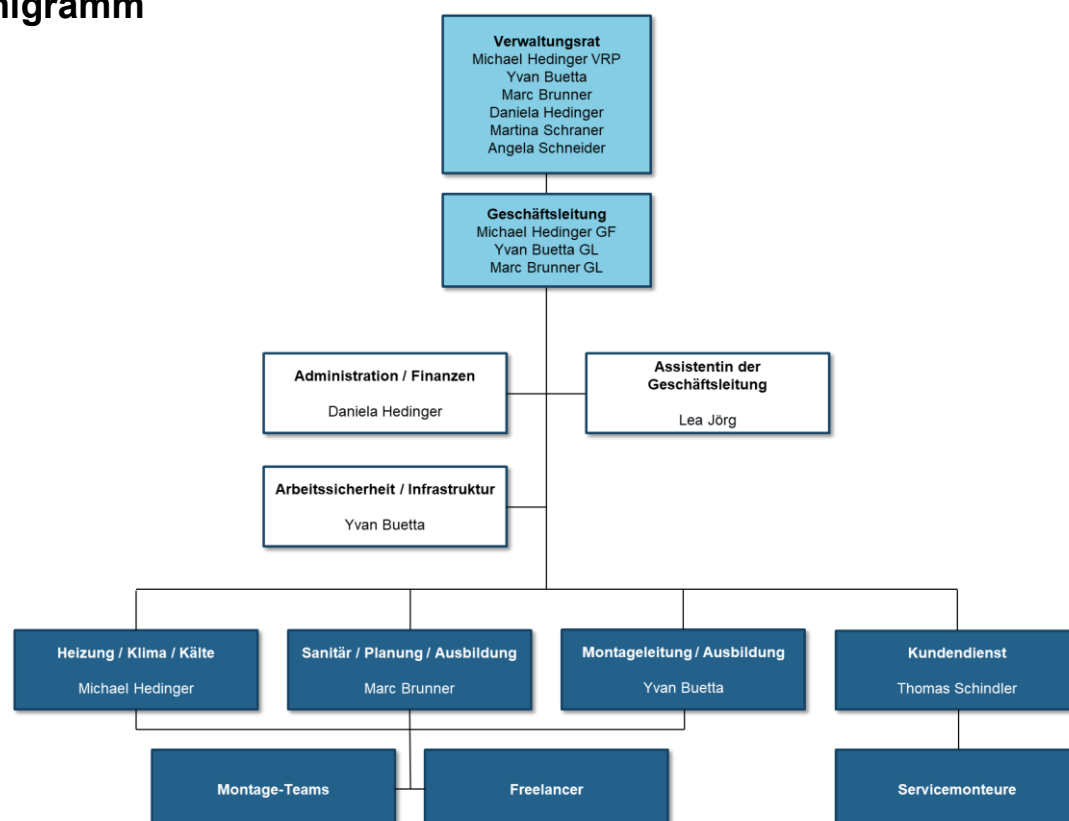 nigramm
Verwaltungsrat
Michael Hedinger VRP
Yvan Buetta
Marc Brunner
Daniela Hedinger
Martina Schraner
Angela Schneider
Geschäftsleitung
Michael Hedinger GF
Yvan Buetta GL
Marc Brunner GL
Administration / Finanzen
Daniela Hedinger
Assistentin der
Geschäftsleitung
Lea Jörg
Arbeitssicherheit / Infrastruktur
Yvan Buetta
Heizung / Klima / Kälte
Michael Hedinger
Sanitär / Planung / Ausbildung
Marc Brunner
Montageleitung / Ausbildung
Yvan Buetta
Kundendienst
Thomas Schindler
Montage-Teams
Freelancer
Servicemonteure